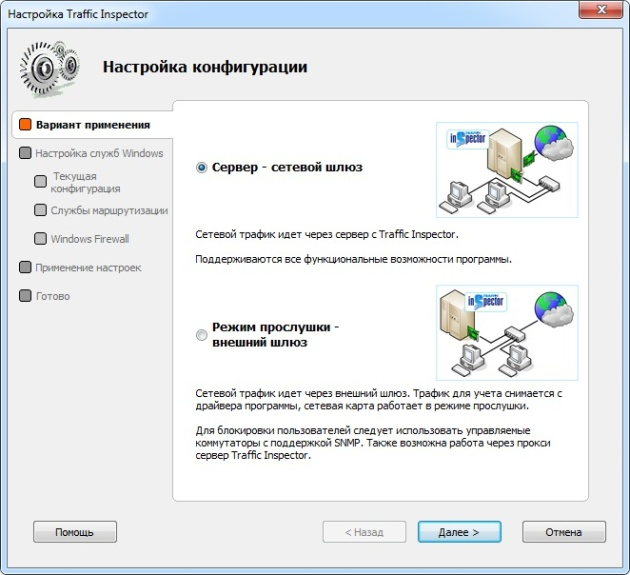 Настройка Traffic Inspector
Настройка конфигурации
Вариант применения
Настройка служб Windows
Текущая
конфигурация
Службы маршрутизации
Windows Firewall
Применение настроек
Готово
Сервер - сетевой шлюз
inSpector
Сетевой трафик идет через сервер с Traffic Inspector.
Поддерживаются все функциональные возможности программы.
Режим прослушки -
внешний шлюз
inSpector
Сетевой трафик идет через внешний шлюз. Трафик для учета снимается с
драйвера программы, сетевая карта работает в режиме прослушки.
Для блокировки пользователей следует использовать управляемые
коммутаторы с поддержкой SNMP. Также возможна работа через прокси
сервер Traffic Inspector.
Помощь
< Назад
Далее >
Отмена